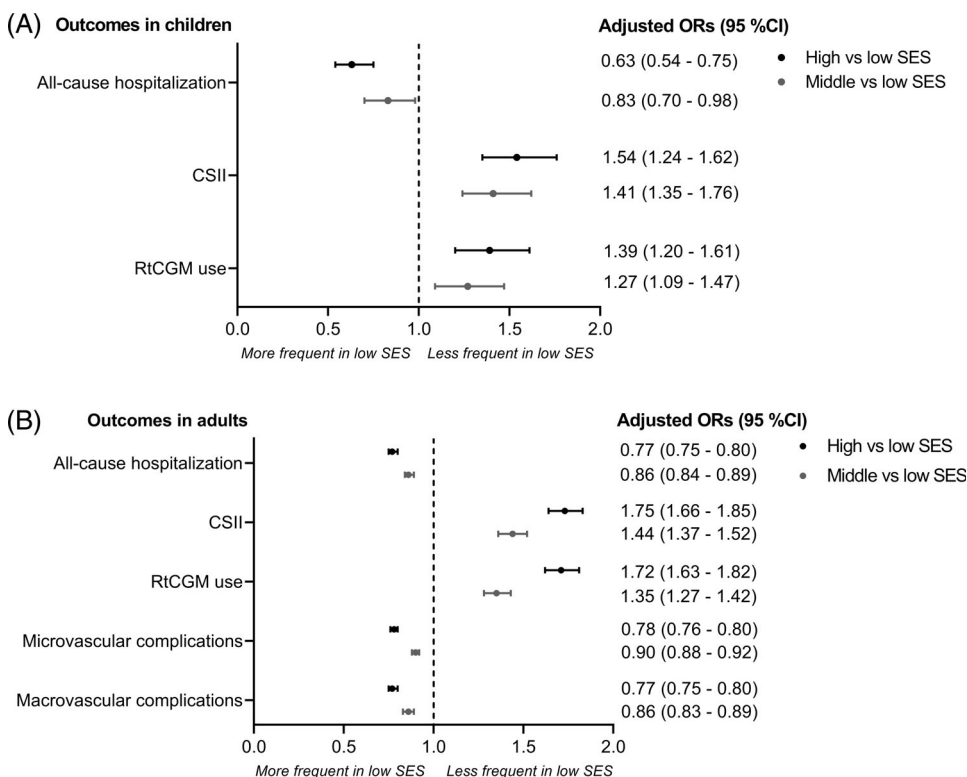 (A) Outcomes in children Adjusted ORs (95 %CI)
All-cause hospitalization 0.63 (0.54 - 0.75) High vs low SES
0.83 (0.70 - 0.98) Middle vs low SES
CSII 1.54 (1.24 - 1.62)
1.41 (1.35 - 1.76)
RtCGM use 1.39 (1.20 - 1.61)
1.27 (1.09 - 1.47)
0.0 0.5 1.0 1.5 2.0
More frequent in low SES Less frequent in low SES
(B) Outcomes in adults Adjusted ORs (95 %CI)
All-cause hospitalization 0.77 (0.75 - 0.80) High vs low SES
0.86 (0.84 - 0.89) Middle vs low SES
CSII 1.75 (1.66 - 1.85)
1.44 (1.37 - 1.52)
RtCGM use 1.72 (1.63 - 1.82)
1.35 (1.27 - 1.42)
Microvascular complications 0.78 (0.76 - 0.80)
0.90 (0.88 - 0.92)
Macrovascular complications 0.77 (0.75 - 0.80)
0.86 (0.83 - 0.89)
0.0 0.5 1.0 1.5 2.0
More frequent in low SES Less frequent in low SES